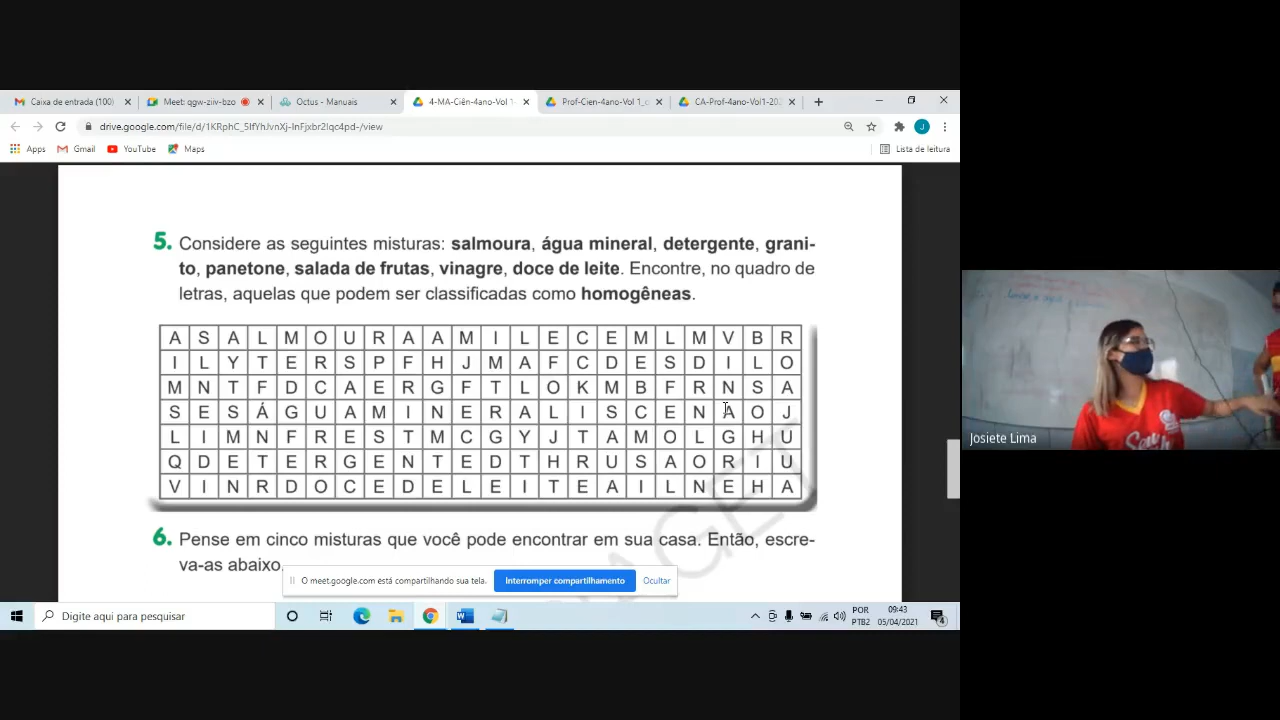 Caixa de entrada (100)
Meet: qgw-ziiv-bzo
Octus - Manuais
4-MA-Ciên-4ano-Vol 1-
Prof-Cien-4ano-Vol 1_
CA-Prof-4ano-Vol1-202
drive.google.com/file/d/1KRphC_5IfYhJvnXj-InFjxbr2lqc4pd-/view
Apps Gmail YouTube Maps Lista de leitura
5. Considere as seguintes misturas: salmoura, água mineral, detergente, grani-
to, panetone, salada de frutas, vinagre, doce de leite. Encontre, no quadro de
letras, aquelas que podem ser classificadas como homogêneas.
A S A L M O U R A A M I L E C E M L M V B R
I L Y T E R S P F H J M A F C D E S D I L O
M N T F D C A E R G F T L O K M B F R N S A
S E S Á G U A M I N E R A L I S C E N A O J
L I M N F R E S T M C G Y J T A M O L G H U
Q D E T E R G E N T E D T H R U S A O R I U
V I N R D O C E D E L E I T E A I L N E H A
6. Pense em cinco misturas que você pode encontrar em sua casa. Então, escre-
va-as abaixo.
O meet.google.com está compartilhando sua tela. Interromper compartilhamento Ocultar
Digite aqui para pesquisar
POR
PTB2
09:43
05/04/2021
4
Josiete Lima